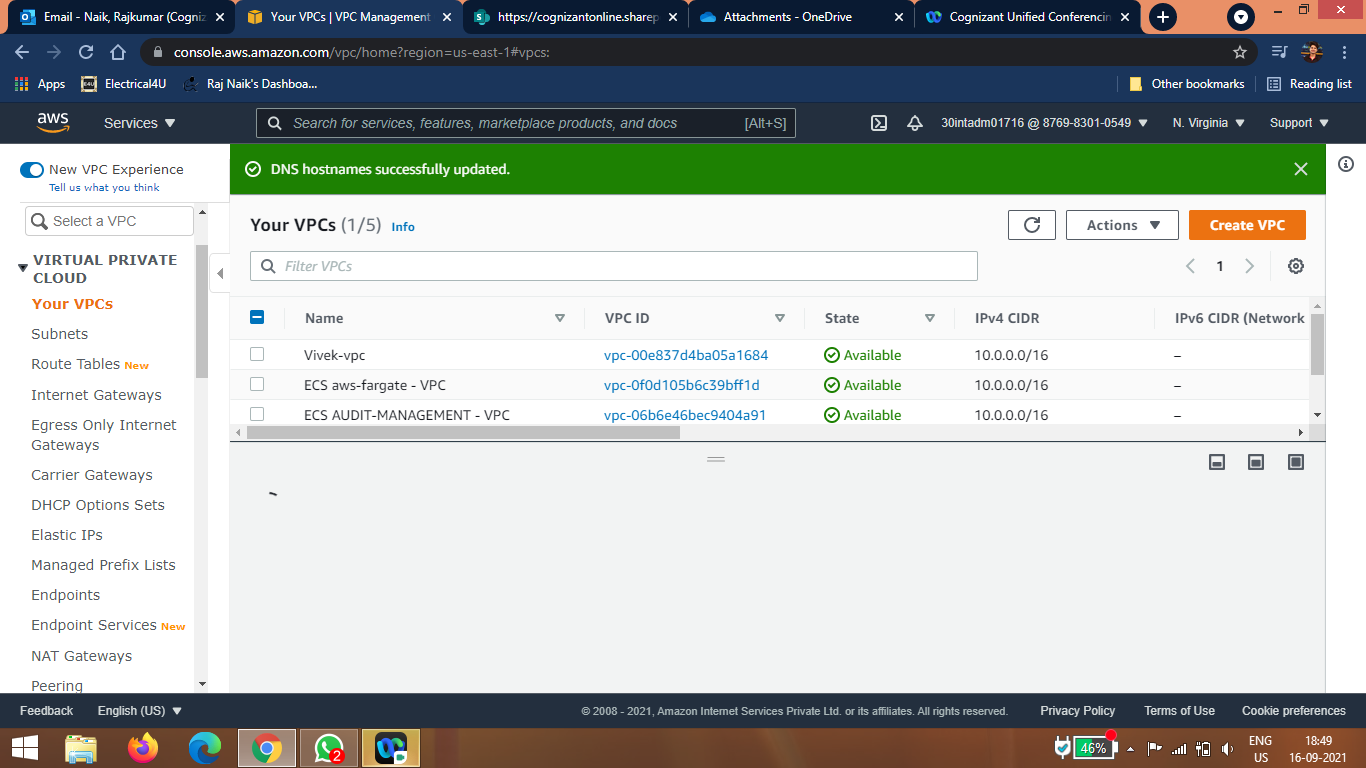 Email - Naik, Rajkumar (Cogniz
Your VPCs | VPC Management
https://cognizantonline.sharep
Attachments - OneDrive
Cognizant Unified Conferencin
console.aws.amazon.com/vpc/home?region=us-east-1#vpcs:
Apps
Electrical4U
Raj Naik's Dashboa...
Other bookmarks
Reading list
aws
Services
Search for services, features, marketplace products, and docs
[Alt+S]
30intadm01716 @ 8769-8301-0549
N. Virginia
Support
New VPC Experience
Tell us what you think
Select a VPC
VIRTUAL PRIVATE
CLOUD
Your VPCs
Subnets
Route Tables New
Internet Gateways
Egress Only Internet
Gateways
Carrier Gateways
DHCP Options Sets
Elastic IPs
Managed Prefix Lists
Endpoints
Endpoint Services New
NAT Gateways
Peering
DNS hostnames successfully updated.
Your VPCs (1/5) Info
Actions
Create VPC
Filter VPCs
1
Name VPC ID State IPv4 CIDR IPv6 CIDR (Network
Vivek-vpc vpc-00e837d4ba05a1684 Available 10.0.0.0/16 –
ECS aws-fargate - VPC vpc-0f0d105b6c39bff1d Available 10.0.0.0/16 –
ECS AUDIT-MANAGEMENT - VPC vpc-06b6e46bec9404a91 Available 10.0.0.0/16 –
Feedback
English (US)
© 2008 - 2021, Amazon Internet Services Private Ltd. or its affiliates. All rights reserved.
Privacy Policy
Terms of Use
Cookie preferences
2
46%
ENG
US
18:49
16-09-2021